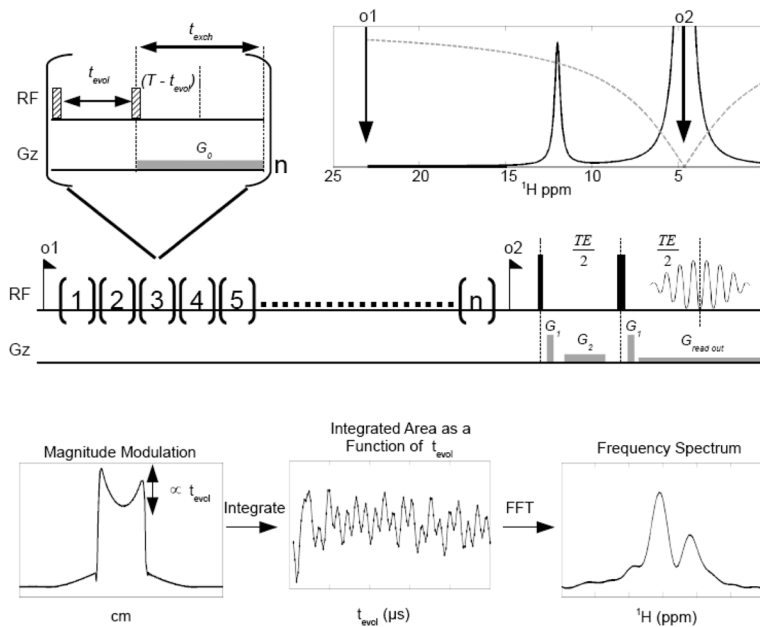 o1
o2
t_exch
t_evol
(T - t_evol)
RF
G_0
Gz
n
25
20
15
10
5
¹H ppm
o1
o2
TE/2
TE/2
RF
(1)(2)(3)(4)(5)
(n)
G_1
G_2
G_1
G_read out
Gz
Integrated Area as a
Function of t_evol
Magnitude Modulation
Frequency Spectrum
∝ t_evol
Integrate
FFT
cm
t_evol (μs)
¹H (ppm)